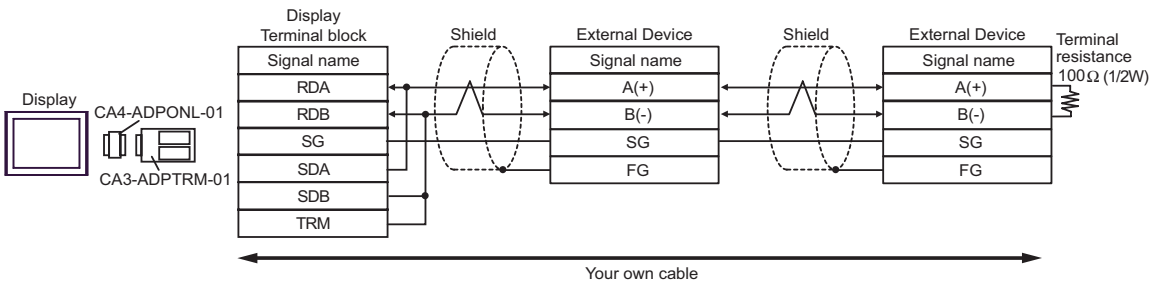 Display
CA4-ADPONL-01
CA3-ADPTRM-01
Display
Terminal block
Signal name
RDA
RDB
SG
SDA
SDB
TRM
Shield
External Device
Signal name
A(+)
B(-)
SG
FG
Shield
External Device
Signal name
A(+)
B(-)
SG
FG
Terminal
resistance
100Ω (1/2W)
Your own cable